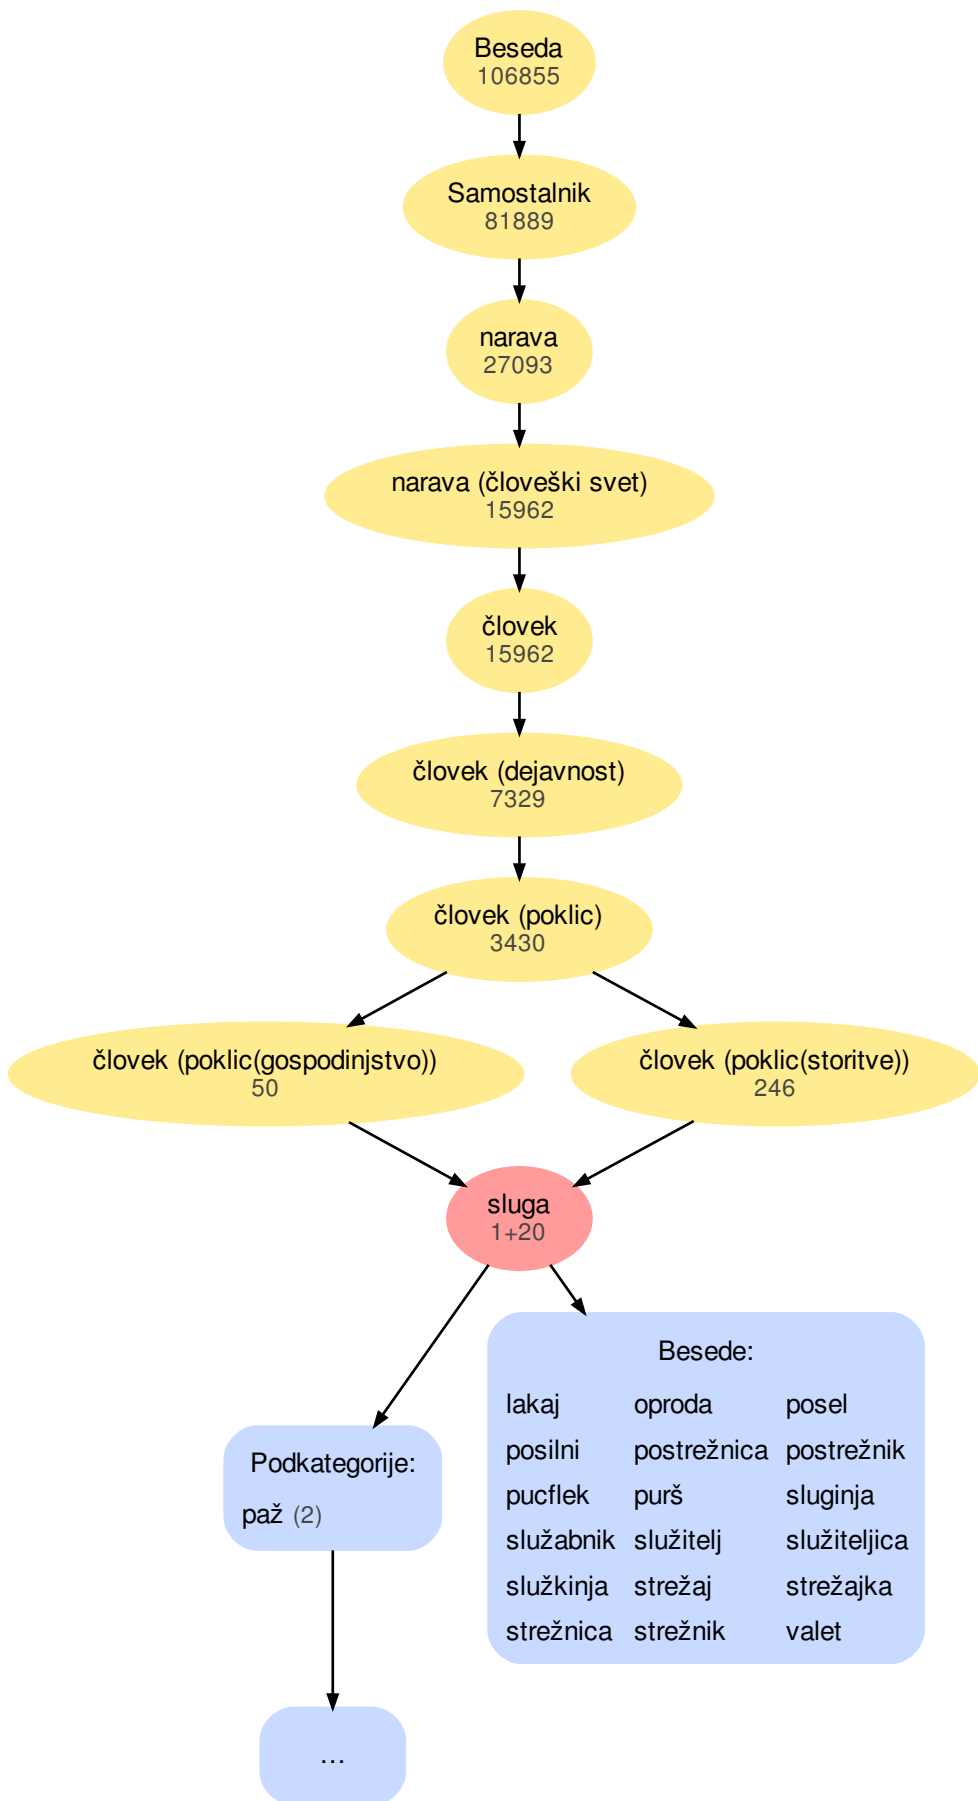 Beseda
106855
Samostalnik
81889
narava
27093
narava (človeški svet)
15962
človek
15962
človek (dejavnost)
7329
človek (poklic)
3430
človek (poklic(gospodinjstvo))
50
človek (poklic(storitve))
246
sluga
1+20
Besede:
lakaj oproda posel
posilni postrežnica postrežnik
pucflek purš sluginja
služabnik služitelj služiteljica
služkinja strežaj strežajka
strežnica strežnik valet
Podkategorije:
paž (2)
...